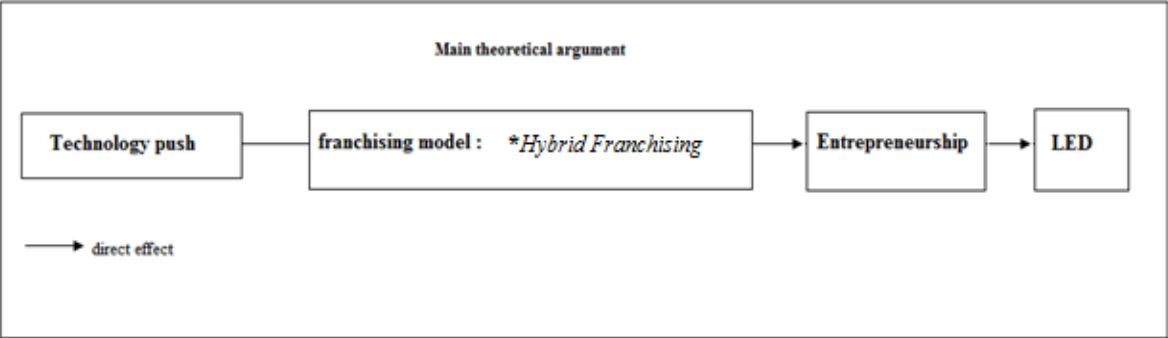 Main theoretical argument
Technology push
franchising model : *Hybrid Franchising
Entrepreneurship
LED
direct effect